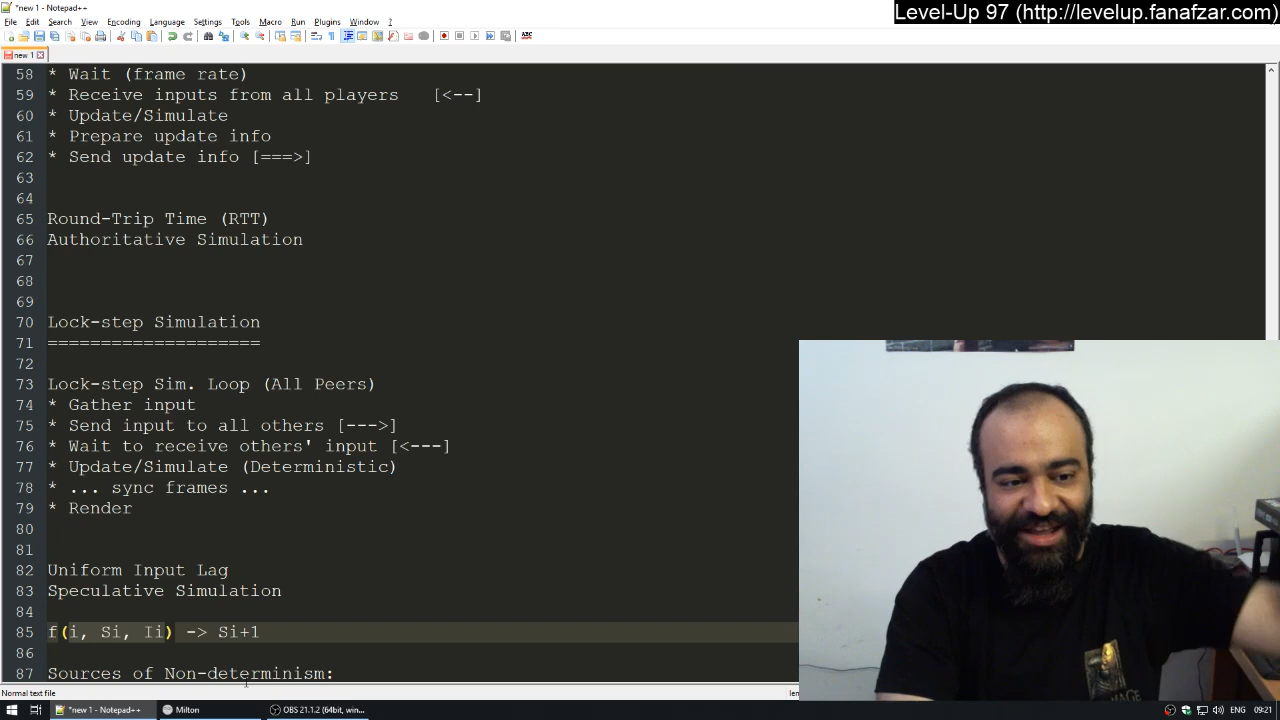 *new 1 - Notepad++
Level-Up 97 (http://levelup.fanafzar.com)
File Edit Search View Encoding Language Settings Tools Macro Run Plugins Window ?
new 1
58 * Wait (frame rate)
59 * Receive inputs from all players [<--]
60 * Update/Simulate
61 * Prepare update info
62 * Send update info [===>]
63
64
65 Round-Trip Time (RTT)
66 Authoritative Simulation
67
68
69
70 Lock-step Simulation
71 ====================
72
73 Lock-step Sim. Loop (All Peers)
74 * Gather input
75 * Send input to all others [--->]
76 * Wait to receive others' input [<---]
77 * Update/Simulate (Deterministic)
78 * ... sync frames ...
79 * Render
80
81
82 Uniform Input Lag
83 Speculative Simulation
84
85 f(i, Si, Ii) -> Si+1
86
87 Sources of Non-determinism:
Normal text file
len
*new 1 - Notepad++
Milton
OBS 21.1.2 (64bit, win...
ENG
09:21